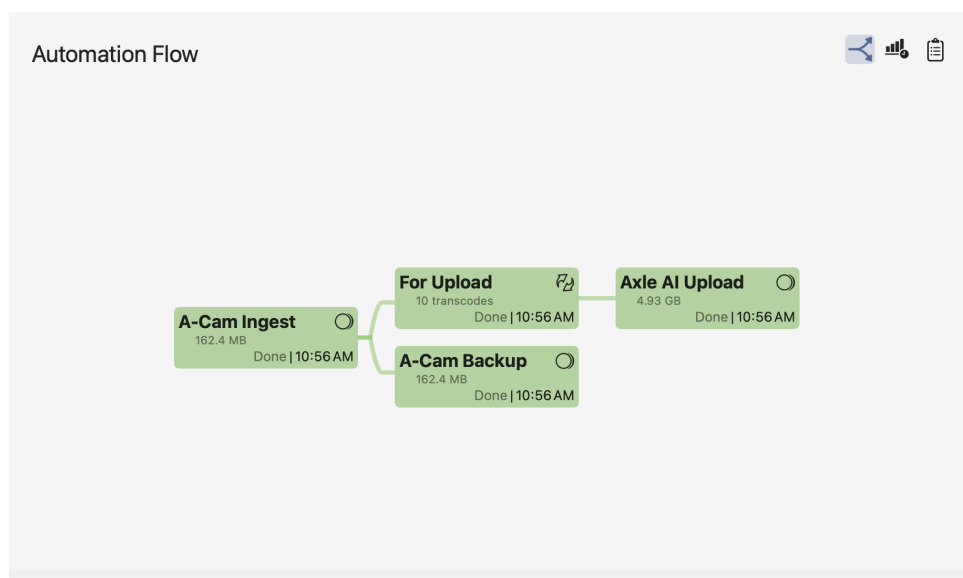 Automation Flow
A-Cam Ingest
162.4 MB
Done | 10:56 AM
For Upload
10 transcodes
Done | 10:56 AM
A-Cam Backup
162.4 MB
Done | 10:56 AM
Axle AI Upload
4.93 GB
Done | 10:56 AM